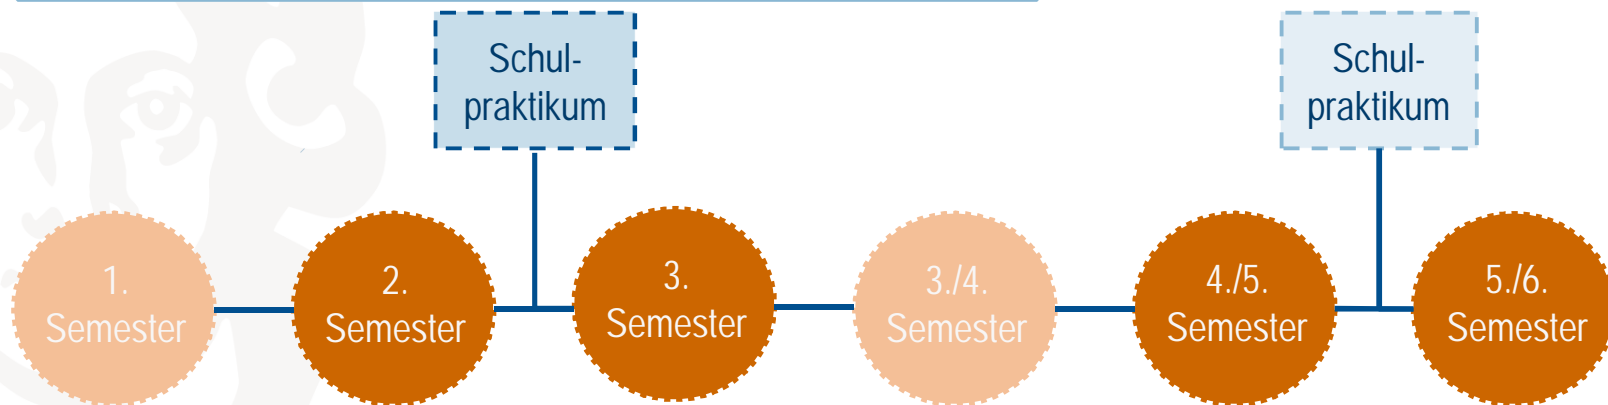 Schul-
praktikum
Schul-
praktikum
1.
Semester
2.
Semester
3.
Semester
3./4.
Semester
4./5.
Semester
5./6.
Semester